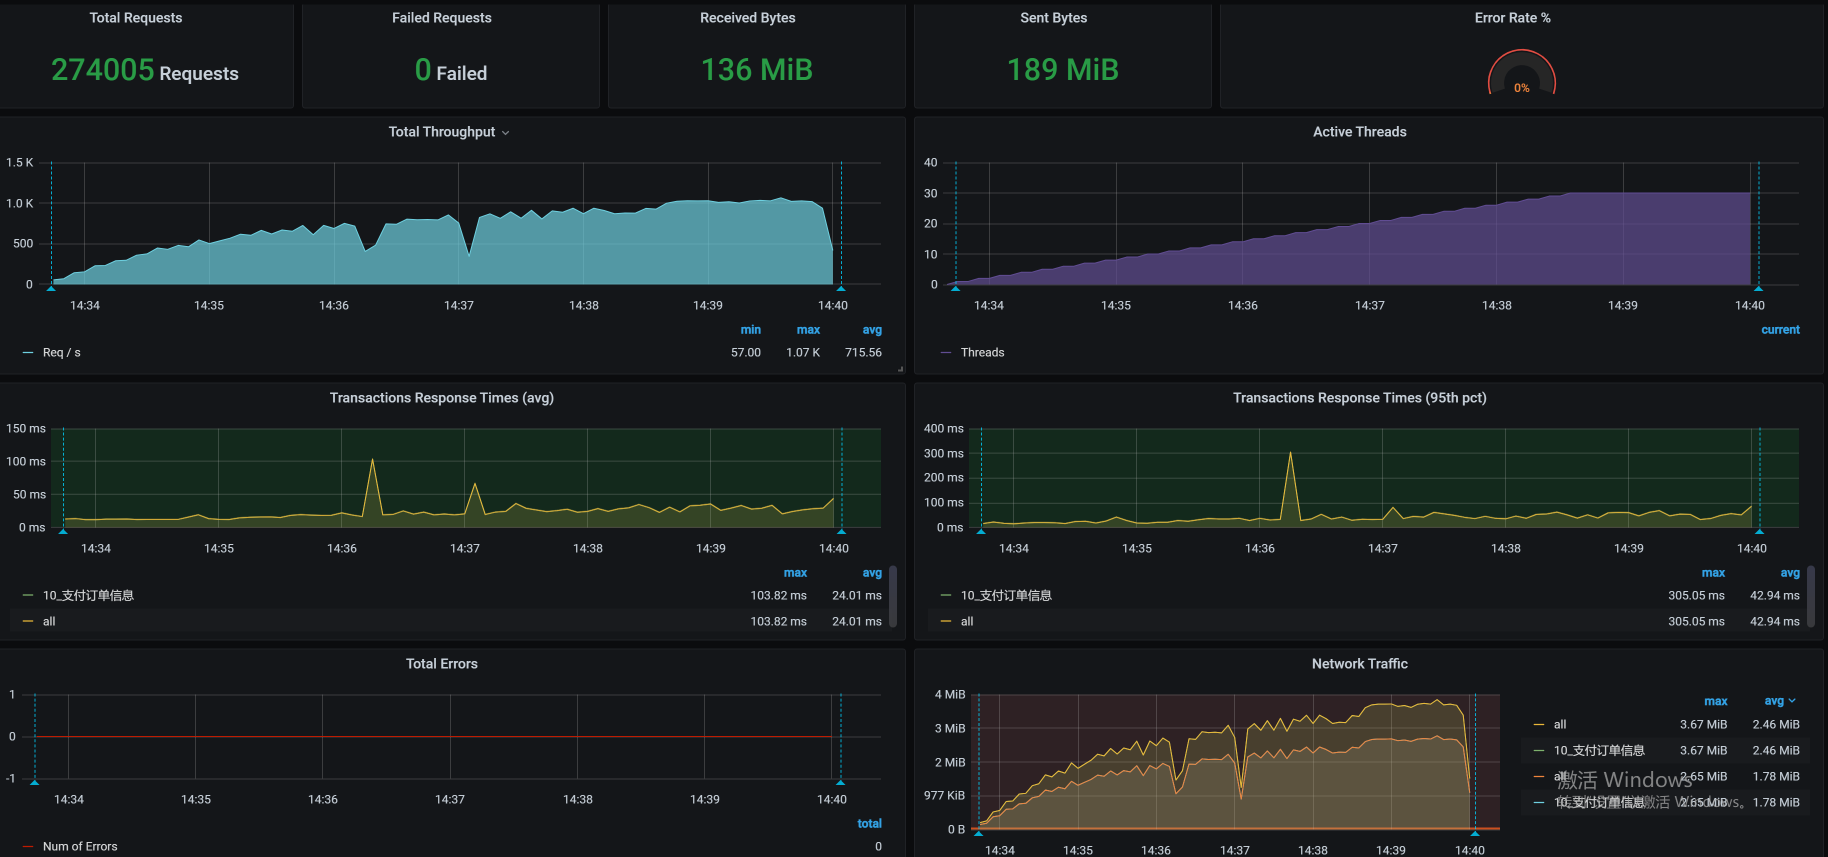 Total Requests
274005 Requests
Failed Requests
0 Failed
Received Bytes
136 MiB
Sent Bytes
189 MiB
Error Rate %
0%
Total Throughput
1.5 K
1.0 K
500
0
14:34 14:35 14:36 14:37 14:38 14:39 14:40
min max avg
Req / s 57.00 1.07 K 715.56
Active Threads
40
30
20
10
0
14:34 14:35 14:36 14:37 14:38 14:39 14:40
current
Threads
Transactions Response Times (avg)
150 ms
100 ms
50 ms
0 ms
14:34 14:35 14:36 14:37 14:38 14:39 14:40
max avg
10_支付订单信息 103.82 ms 24.01 ms
all 103.82 ms 24.01 ms
Transactions Response Times (95th pct)
400 ms
300 ms
200 ms
100 ms
0 ms
14:34 14:35 14:36 14:37 14:38 14:39 14:40
max avg
10_支付订单信息 305.05 ms 42.94 ms
all 305.05 ms 42.94 ms
Total Errors
1
0
-1
14:34 14:35 14:36 14:37 14:38 14:39 14:40
total
Num of Errors 0
Network Traffic
4 MiB
3 MiB
2 MiB
977 KiB
0 B
14:34 14:35 14:36 14:37 14:38 14:39 14:40
max avg
all 3.67 MiB 2.46 MiB
10_支付订单信息 3.67 MiB 2.46 MiB
all 2.65 MiB 1.78 MiB
10_支付订单信息 2.65 MiB 1.78 MiB
激活 Windows
转到"设置"以激活 Windows。